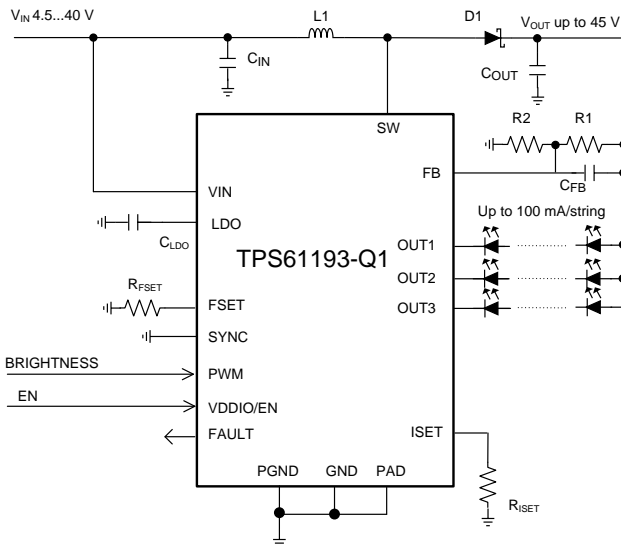 VIN 4.5...40 V
L1
D1
VOUT up to 45 V
CIN
COUT
R2
R1
SW
FB
CFB
VIN
LDO
CLDO
Up to 100 mA/string
TPS61193-Q1
OUT1
OUT2
OUT3
RFSET
FSET
SYNC
BRIGHTNESS
PWM
EN
VDDIO/EN
FAULT
ISET
PGND
GND
PAD
RISET